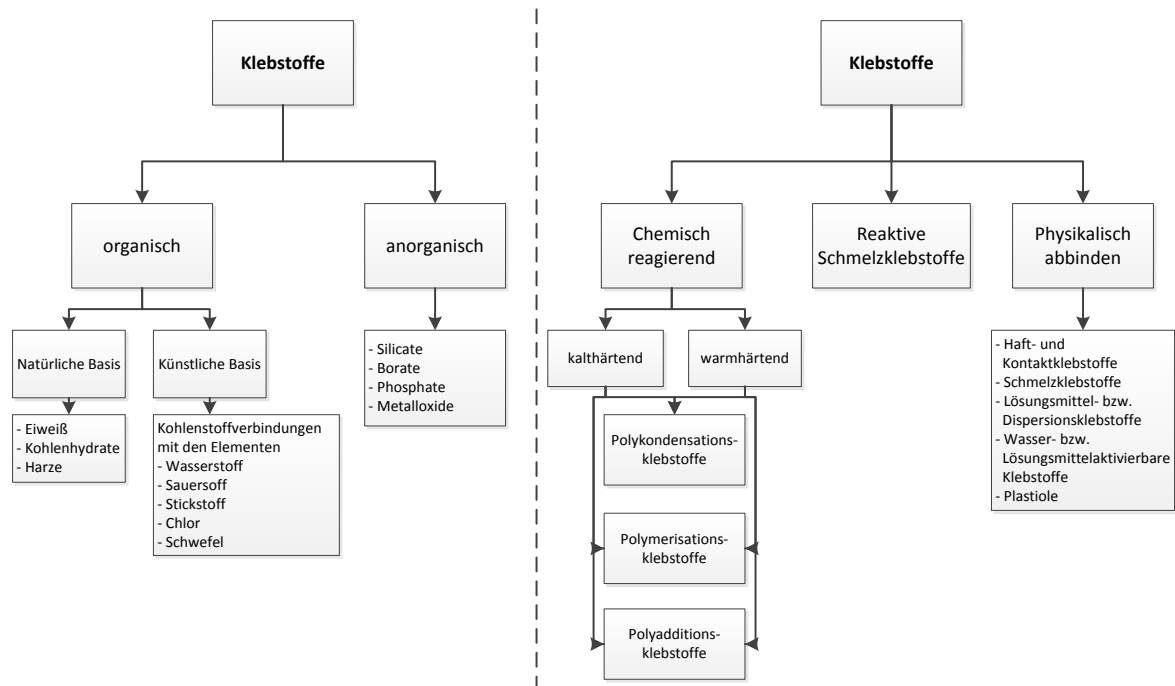 Klebstoffe
organisch
anorganisch
Natürliche Basis
Künstliche Basis
- Eiweiß
- Kohlenhydrate
- Harze
Kohlenstoffverbindungen
mit den Elementen
- Wasserstoff
- Sauersoff
- Stickstoff
- Chlor
- Schwefel
- Silicate
- Borate
- Phosphate
- Metalloxide
Klebstoffe
Chemisch
reagierend
Reaktive
Schmelzklebstoffe
Physikalisch
abbinden
kalthärtend
warmhärtend
Polykondensations-
klebstoffe
Polymerisations-
klebstoffe
Polyadditions-
klebstoffe
- Haft- und
Kontaktklebstoffe
- Schmelzklebstoffe
- Lösungsmittel- bzw.
Dispersionsklebstoffe
- Wasser- bzw.
Lösungsmittelaktivierbare
Klebstoffe
- Plastiole